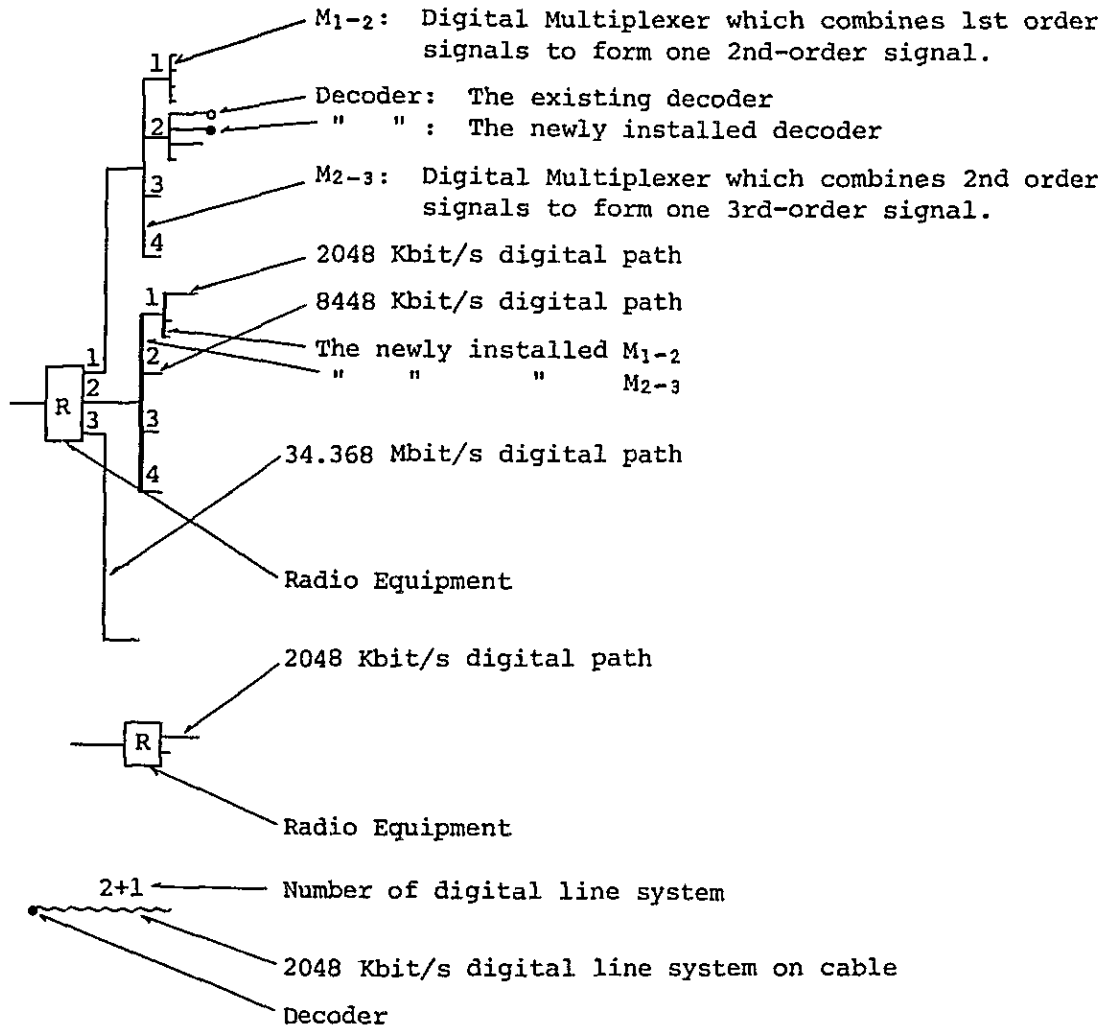 M1-2: Digital Multiplexer which combines 1st order
signals to form one 2nd-order signal.
1
Decoder: The existing decoder
2
" " : The newly installed decoder
3
M2-3: Digital Multiplexer which combines 2nd order
signals to form one 3rd-order signal.
4
2048 Kbit/s digital path
1
8448 Kbit/s digital path
The newly installed M1-2
1
2
" " " M2-3
2
R
3
3
34.368 Mbit/s digital path
4
Radio Equipment
2048 Kbit/s digital path
R
Radio Equipment
2+1
Number of digital line system
2048 Kbit/s digital line system on cable
Decoder